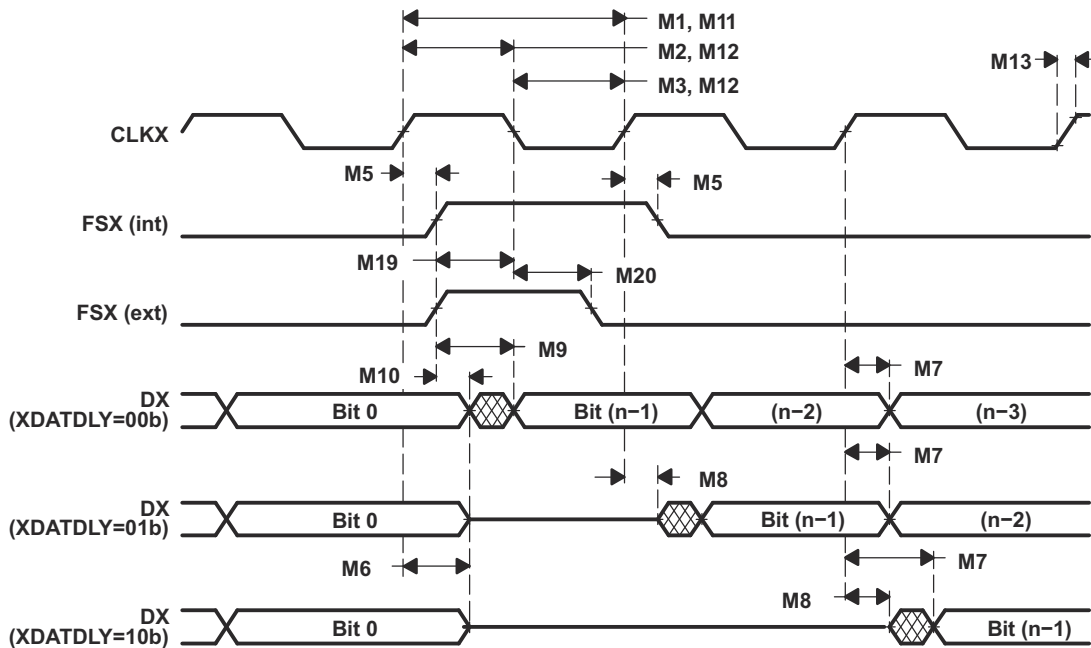 M1, M11
M2, M12
M13
M3, M12
CLKX
M5
M5
FSX (int)
M19
M20
FSX (ext)
M9
M10
M7
DX
(XDATDLY=00b)
Bit 0
Bit (n−1)
(n−2)
(n−3)
M7
M8
DX
(XDATDLY=01b)
Bit 0
Bit (n−1)
(n−2)
M6
M7
M8
DX
(XDATDLY=10b)
Bit 0
Bit (n−1)